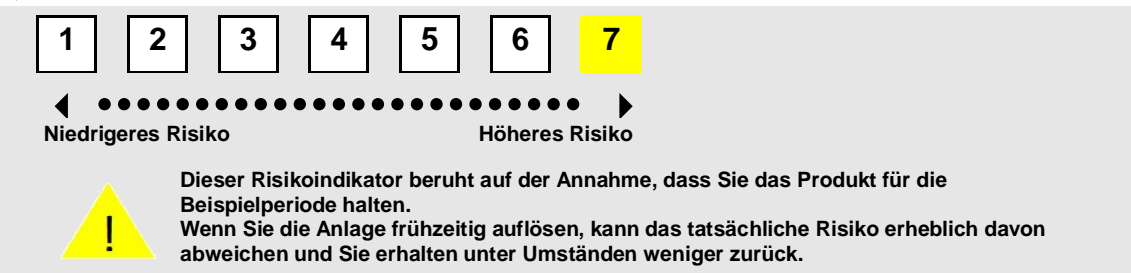 1 2 3 4 5 6 7
Niedrigeres Risiko Höheres Risiko
!
Dieser Risikoindikator beruht auf der Annahme, dass Sie das Produkt für die
Beispielperiode halten.
Wenn Sie die Anlage frühzeitig auflösen, kann das tatsächliche Risiko erheblich davon
abweichen und Sie erhalten unter Umständen weniger zurück.